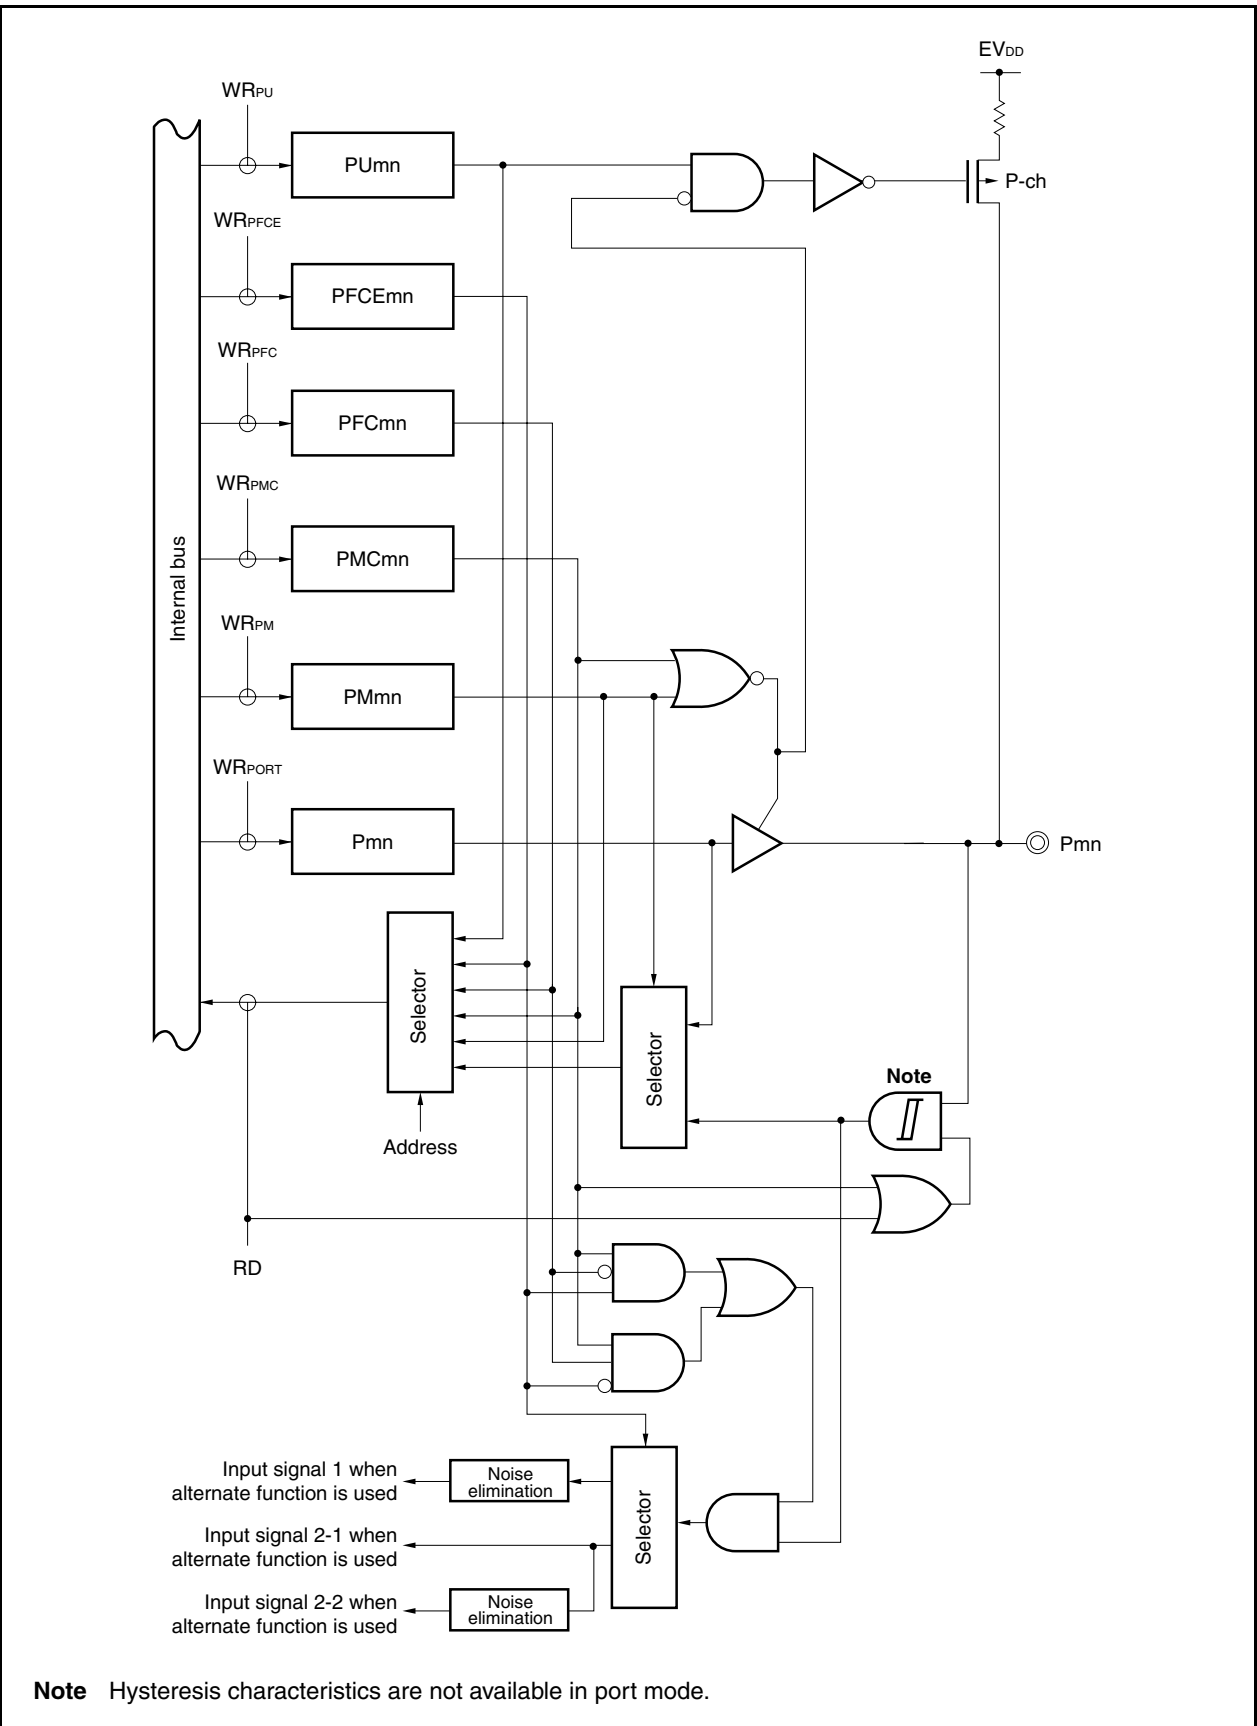 EVDD
WRPU
PUmn
P-ch
WRPFCE
PFCEmn
WRPFC
PFCmn
WRPMC
PMCmn
Internal bus
WRPM
PMmn
WRPORT
Pmn
Pmn
Selector
Selector
Note
Address
RD
Input signal 1 when
alternate function is used
Noise
elimination
Input signal 2-1 when
alternate function is used
Selector
Input signal 2-2 when
alternate function is used
Noise
elimination
Note Hysteresis characteristics are not available in port mode.